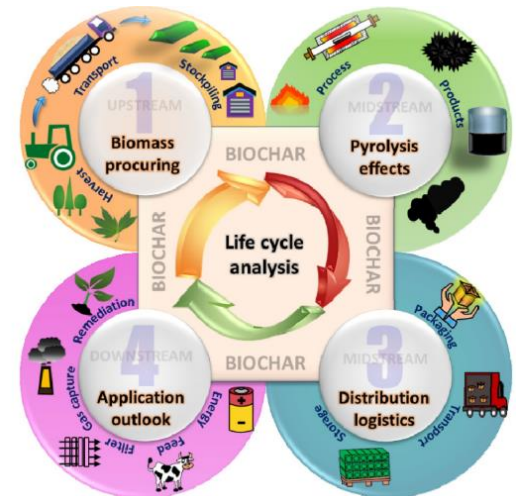 Transport
Stockpiling
Harvest
1
UPSTREAM
Biomass
procuring
Process
Products
2
MIDSTREAM
Pyrolysis
effects
BIOCHAR
BIOCHAR
BIOCHAR
BIOCHAR
Life cycle
analysis
Remediation
Gas capture
Filter
Feed
Energy
4
DOWNSTREAM
Application
outlook
Packaging
Transport
Storage
3
MIDSTREAM
Distribution
logistics